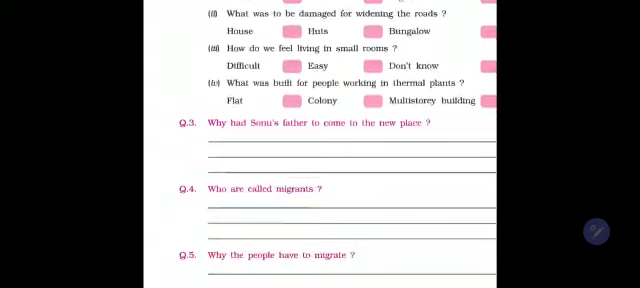 (ii) What was to be damaged for widening the roads ?
House Huts Bungalow
(iii) How do we feel living in small rooms ?
Difficult Easy Don't know
(iv) What was built for people working in thermal plants ?
Flat Colony Multistorey building
Q.3. Why had Sonu's father to come to the new place ?
Q.4. Who are called migrants ?
Q.5. Why the people have to migrate ?